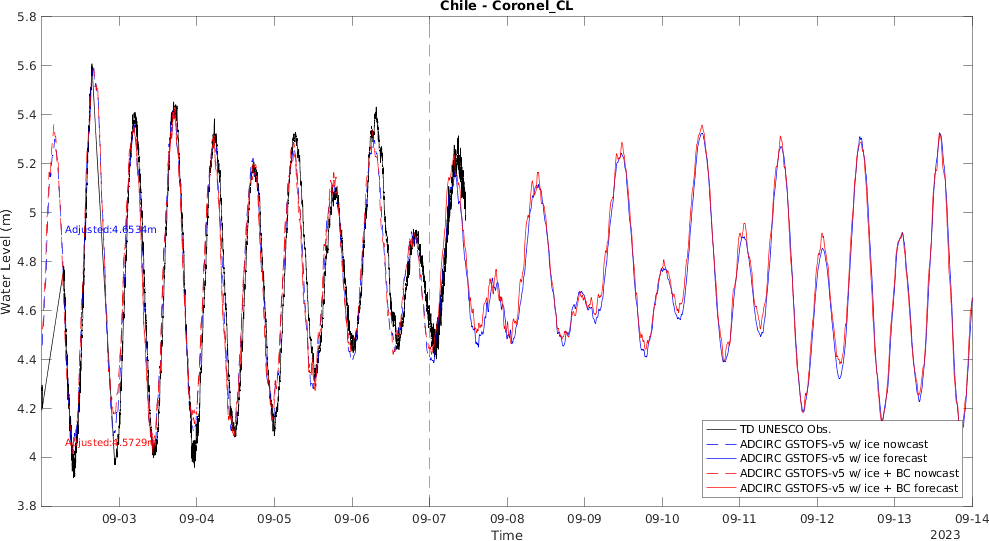 Chile - Coronel_CL
5.8
5.6
5.4
5.2
5
4.8
4.6
4.4
4.2
4
3.8
Water Level (m)
Adjusted:4.6534m
Adjusted:4.5729m
TD UNESCO Obs.
ADCIRC GSTOFS-v5 w/ ice nowcast
ADCIRC GSTOFS-v5 w/ ice forecast
ADCIRC GSTOFS-v5 w/ ice + BC nowcast
ADCIRC GSTOFS-v5 w/ ice + BC forecast
09-03 09-04 09-05 09-06 09-07 09-08 09-09 09-10 09-11 09-12 09-13 09-14
Time
2023